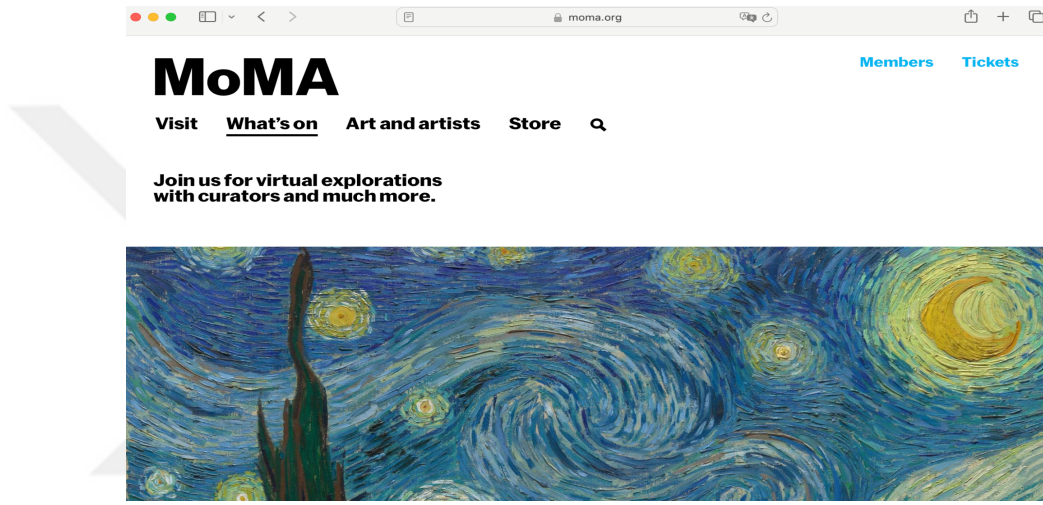 moma.org
MoMA
Members Tickets
Visit What's on Art and artists Store
Join us for virtual explorations
with curators and much more.